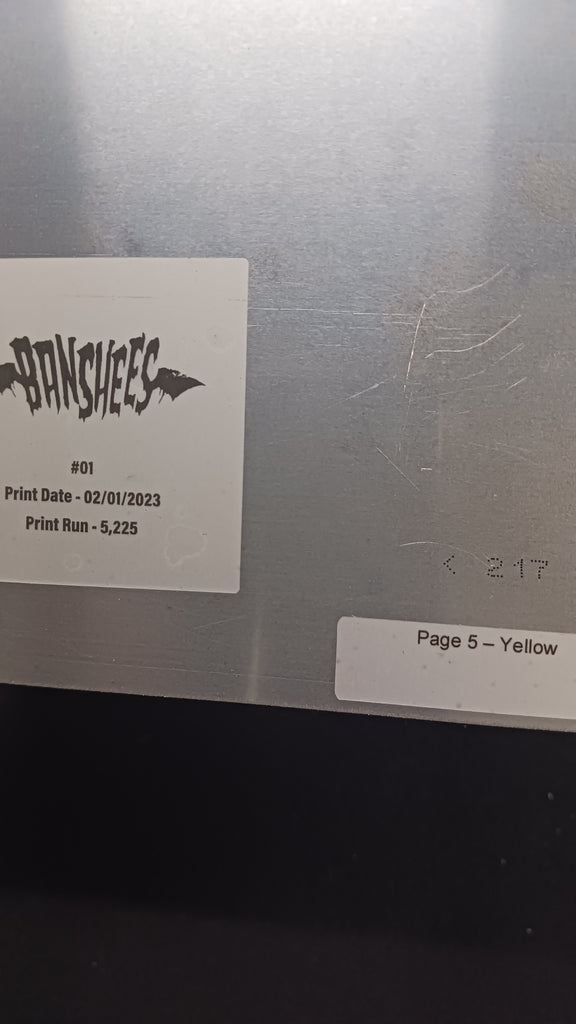 BANSHEES
#01
Print Date - 02/01/2023
Print Run - 5,225
< 217
Page 5 – Yellow